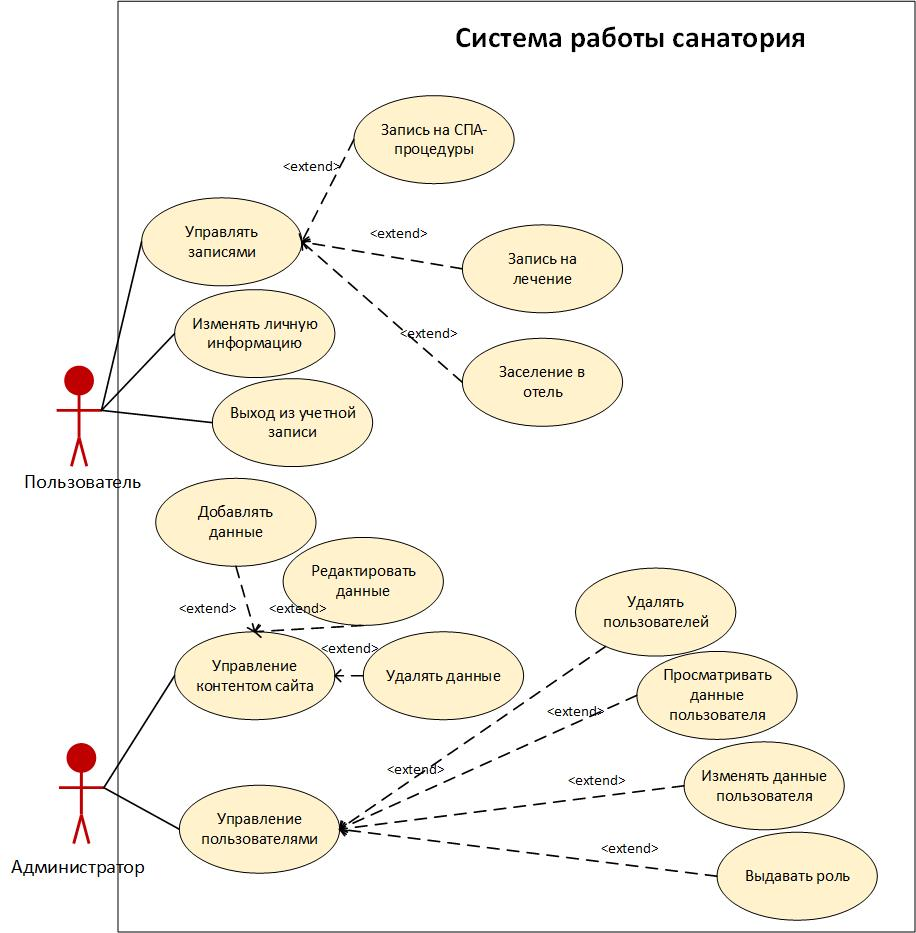 Система работы санатория
Запись на СПА-
процедуры
<extend>
Управлять
записями
<extend>
Запись на
лечение
Изменять личную
информацию
<extend>
Заселение в
отель
Выход из учетной
записи
Пользователь
Добавлять
данные
Редактировать
данные
<extend>
<extend>
Удалять
пользователей
<extend>
Управление
контентом сайта
Удалять данные
Просматривать
данные
пользователя
<extend>
<extend>
<extend>
Изменять данные
пользователя
Управление
пользователями
<extend>
Выдавать роль
Администратор